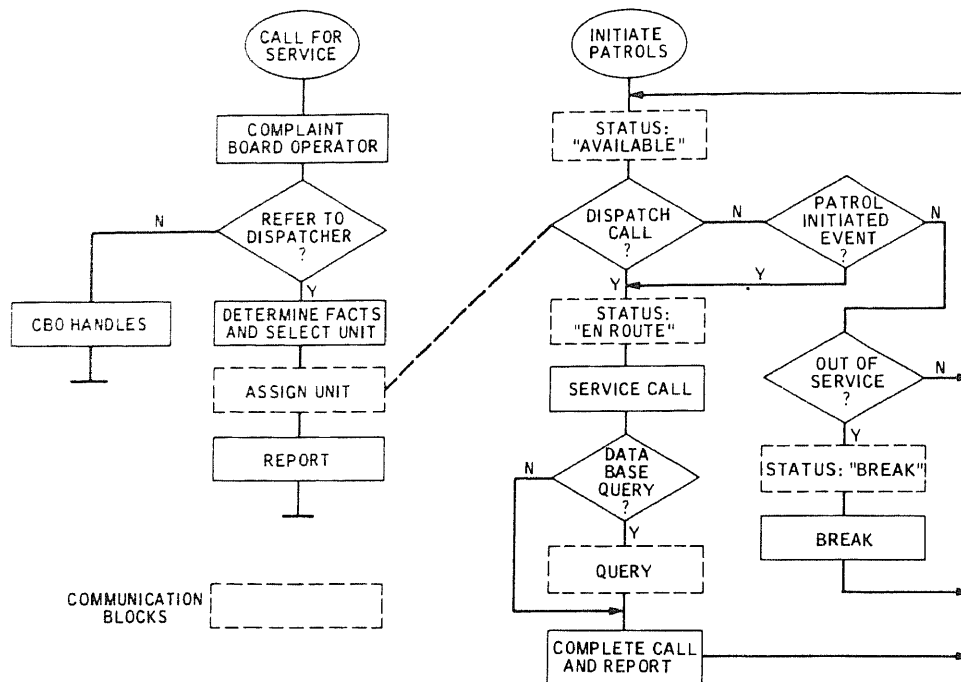 CALL FOR
SERVICE
COMPLAINT
BOARD OPERATOR
N
REFER TO
DISPATCHER
?
Y
CBO HANDLES
DETERMINE FACTS
AND SELECT UNIT
ASSIGN UNIT
REPORT
COMMUNICATION
BLOCKS
INITIATE
PATROLS
STATUS:
"AVAILABLE"
DISPATCH
CALL
?
N
Y
PATROL
INITIATED
EVENT
?
N
Y
STATUS:
"EN ROUTE"
SERVICE CALL
N
DATA
BASE
QUERY
?
Y
QUERY
COMPLETE CALL
AND REPORT
OUT OF
SERVICE
?
N
Y
STATUS: "BREAK"
BREAK